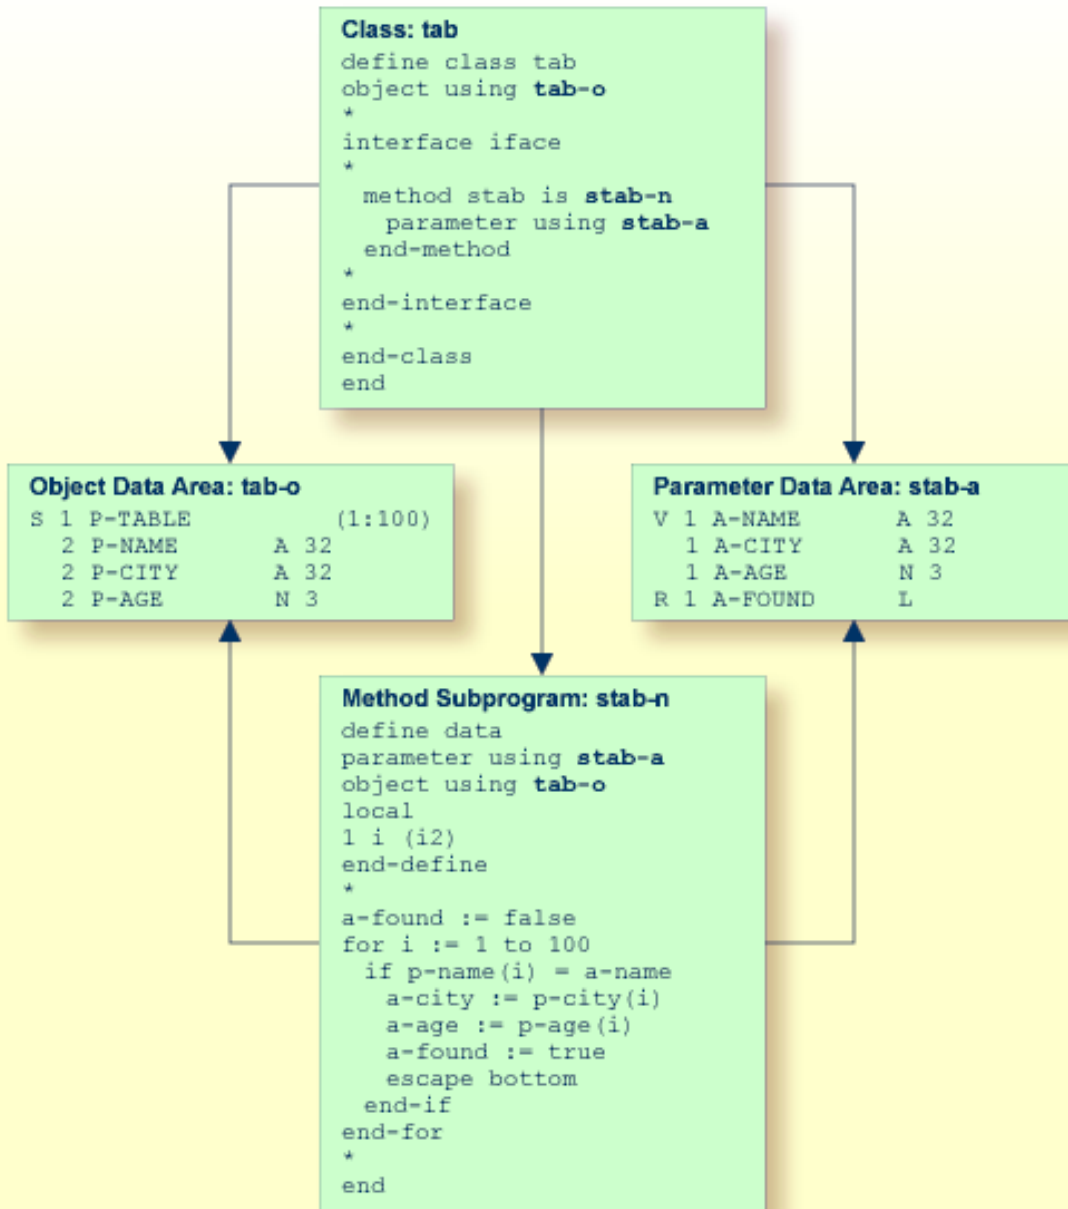 Class: tab
define class tab
object using tab-o
*
interface iface
*
method stab is stab-n
parameter using stab-a
end-method
*
end-interface
*
end-class
end
Object Data Area: tab-o
S 1 P-TABLE (1:100)
2 P-NAME A 32
2 P-CITY A 32
2 P-AGE N 3
Parameter Data Area: stab-a
V 1 A-NAME A 32
1 A-CITY A 32
1 A-AGE N 3
R 1 A-FOUND L
Method Subprogram: stab-n
define data
parameter using stab-a
object using tab-o
local
1 i (i2)
end-define
*
a-found := false
for i := 1 to 100
if p-name(i) = a-name
a-city := p-city(i)
a-age := p-age(i)
a-found := true
escape bottom
end-if
end-for
*
end